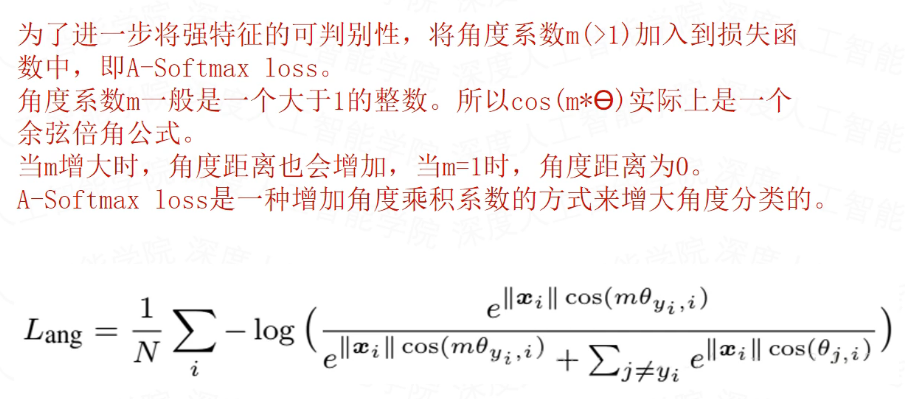 为了进一步将强特征的可判别性，将角度系数m(>1)加入到损失函
数中，即A-Softmax loss。
角度系数m一般是一个大于1的整数。所以cos(m*Θ)实际上是一个
余弦倍角公式。
当m增大时，角度距离也会增加，当m=1时，角度距离为0。
A-Softmax loss是一种增加角度乘积系数的方式来增大角度分类的。
L_{\text{ang}} = \frac{1}{N} \sum_{i} -\log \left( \frac{e^{\|\boldsymbol{x}_i\| \cos(m\theta_{y_i,i})}}{e^{\|\boldsymbol{x}_i\| \cos(m\theta_{y_i,i})} + \sum_{j \neq y_i} e^{\|\boldsymbol{x}_i\| \cos(\theta_{j,i})}} \right)